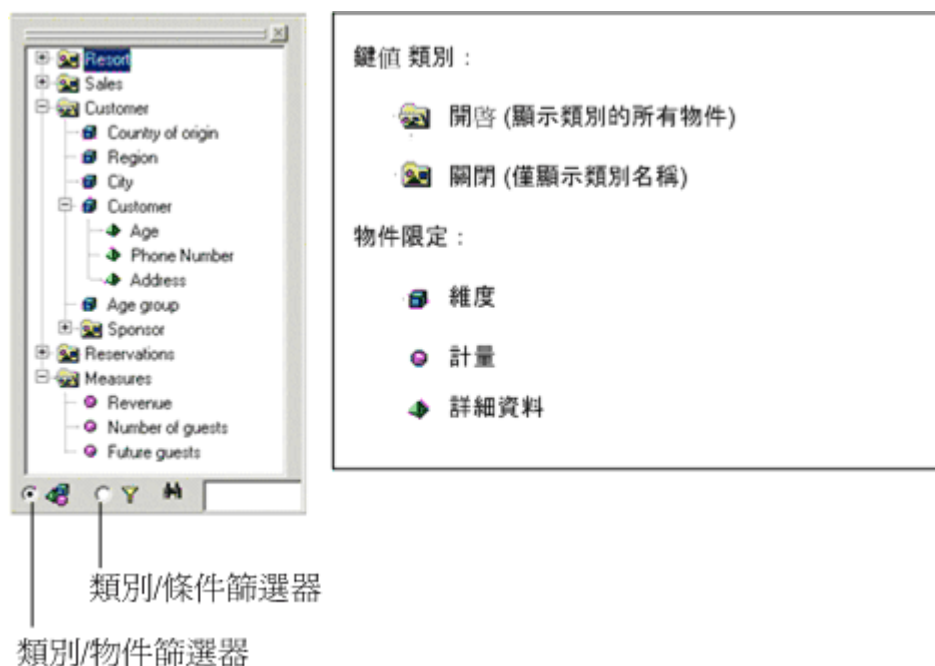 Resort
Sales
Customer
Country of origin
Region
City
Customer
Age
Phone Number
Address
Age group
Sponsor
Reservations
Measures
Revenue
Number of guests
Future guests
類別/條件篩選器
類別/物件篩選器
鍵值 類別：
開啓 (顯示類別的所有物件)
關閉 (僅顯示類別名稱)
物件限定：
維度
計量
詳細資料